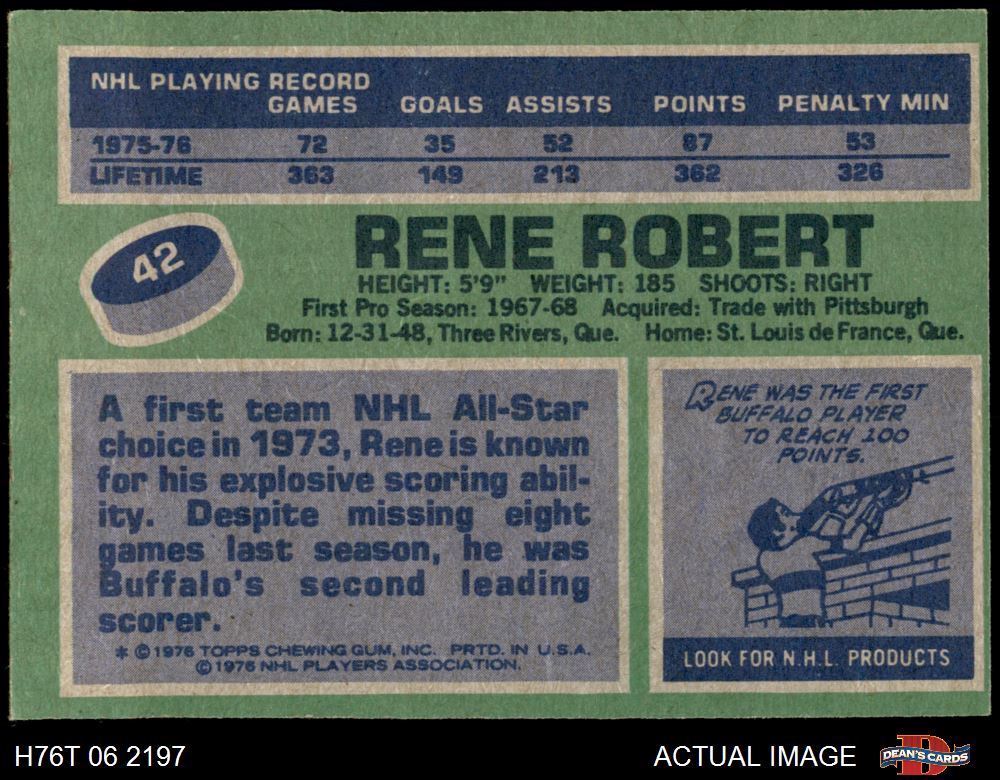 NHL PLAYING RECORD
GAMES GOALS ASSISTS POINTS PENALTY MIN
1975-76 72 35 52 87 53
LIFETIME 363 149 213 362 326
42
RENE ROBERT
HEIGHT: 5'9" WEIGHT: 185 SHOOTS: RIGHT
First Pro Season: 1967-68 Acquired: Trade with Pittsburgh
Born: 12-31-48, Three Rivers, Que. Home: St. Louis de France, Que.
A first team NHL All-Star
choice in 1973, Rene is known
for his explosive scoring abil-
ity. Despite missing eight
games last season, he was
Buffalo's second leading
scorer.
* © 1976 TOPPS CHEWING GUM, INC. PRTD. IN U.S.A.
© 1976 NHL PLAYERS ASSOCIATION.
RENE WAS THE FIRST
BUFFALO PLAYER
TO REACH 100
POINTS.
LOOK FOR N.H.L. PRODUCTS
H76T 06 2197 ACTUAL IMAGE
D
DEAN'S CARDS